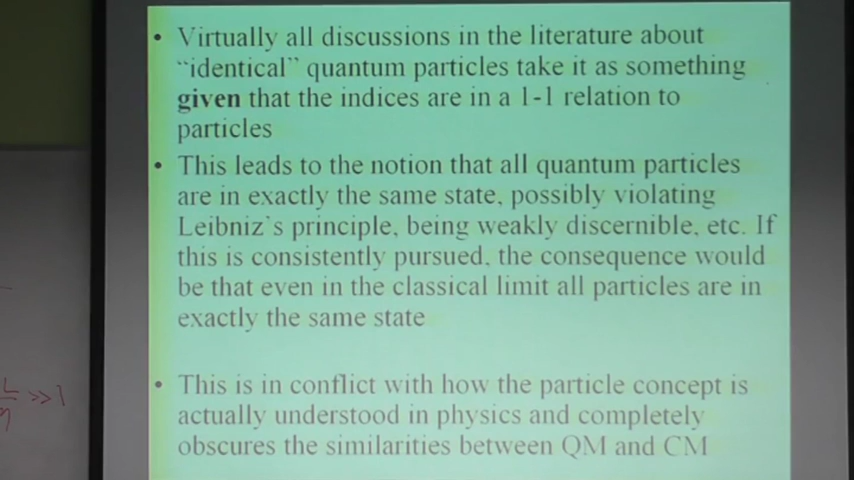 • Virtually all discussions in the literature about
“identical” quantum particles take it as something
given that the indices are in a 1-1 relation to
particles
• This leads to the notion that all quantum particles
are in exactly the same state, possibly violating
Leibniz`s principle, being weakly discernible, etc. If
this is consistently pursued, the consequence would
be that even in the classical limit all particles are in
exactly the same state
• This is in conflict with how the particle concept is
actually understood in physics and completely
obscures the similarities between QM and CM
L
≫1